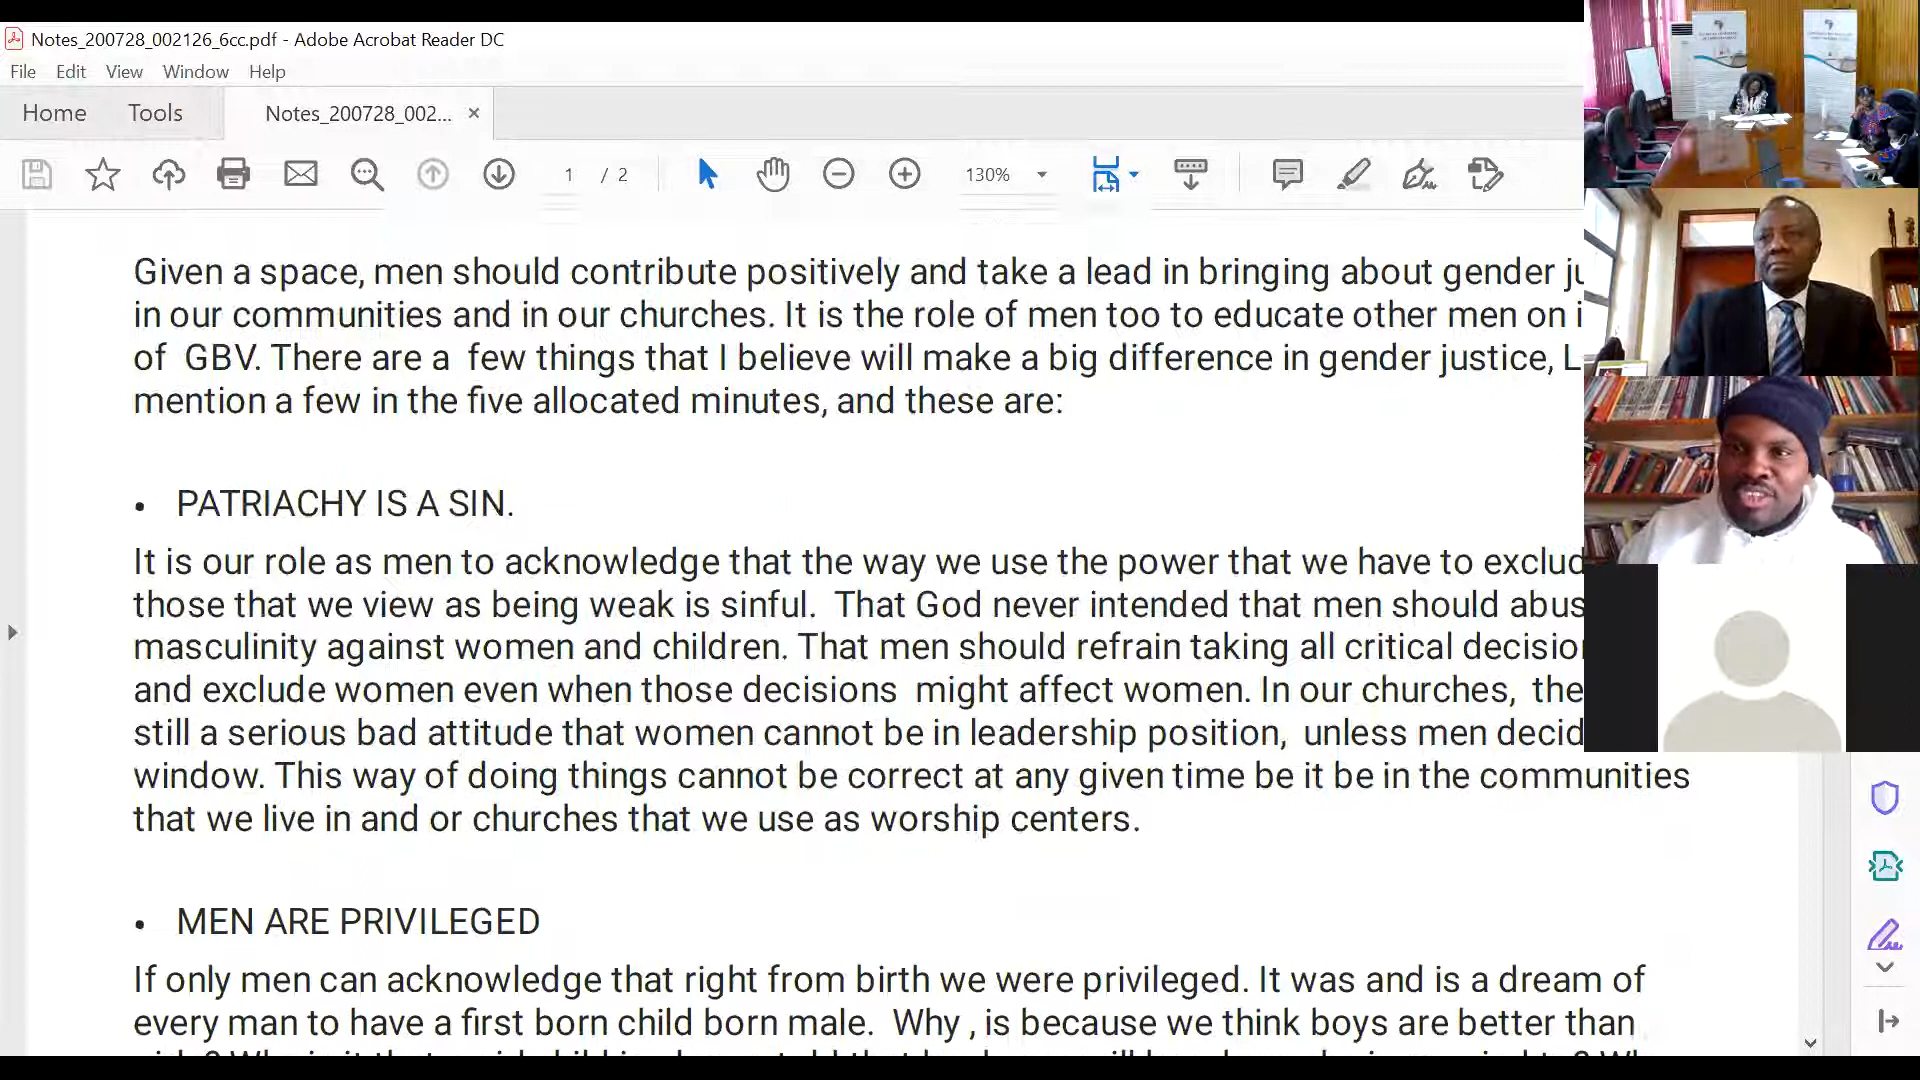 Notes_200728_002126_6cc.pdf - Adobe Acrobat Reader DC
File Edit View Window Help
Home Tools Notes_200728_002... ×
1 / 2 130%
Given a space, men should contribute positively and take a lead in bringing about gender ju
in our communities and in our churches. It is the role of men too to educate other men on i
of GBV. There are a few things that I believe will make a big difference in gender justice, L
mention a few in the five allocated minutes, and these are:
• PATRIACHY IS A SIN.
It is our role as men to acknowledge that the way we use the power that we have to exclud
those that we view as being weak is sinful. That God never intended that men should abus
masculinity against women and children. That men should refrain taking all critical decisio
and exclude women even when those decisions might affect women. In our churches, the
still a serious bad attitude that women cannot be in leadership position, unless men decid
window. This way of doing things cannot be correct at any given time be it be in the communities
that we live in and or churches that we use as worship centers.
• MEN ARE PRIVILEGED
If only men can acknowledge that right from birth we were privileged. It was and is a dream of
every man to have a first born child born male. Why , is because we think boys are better than